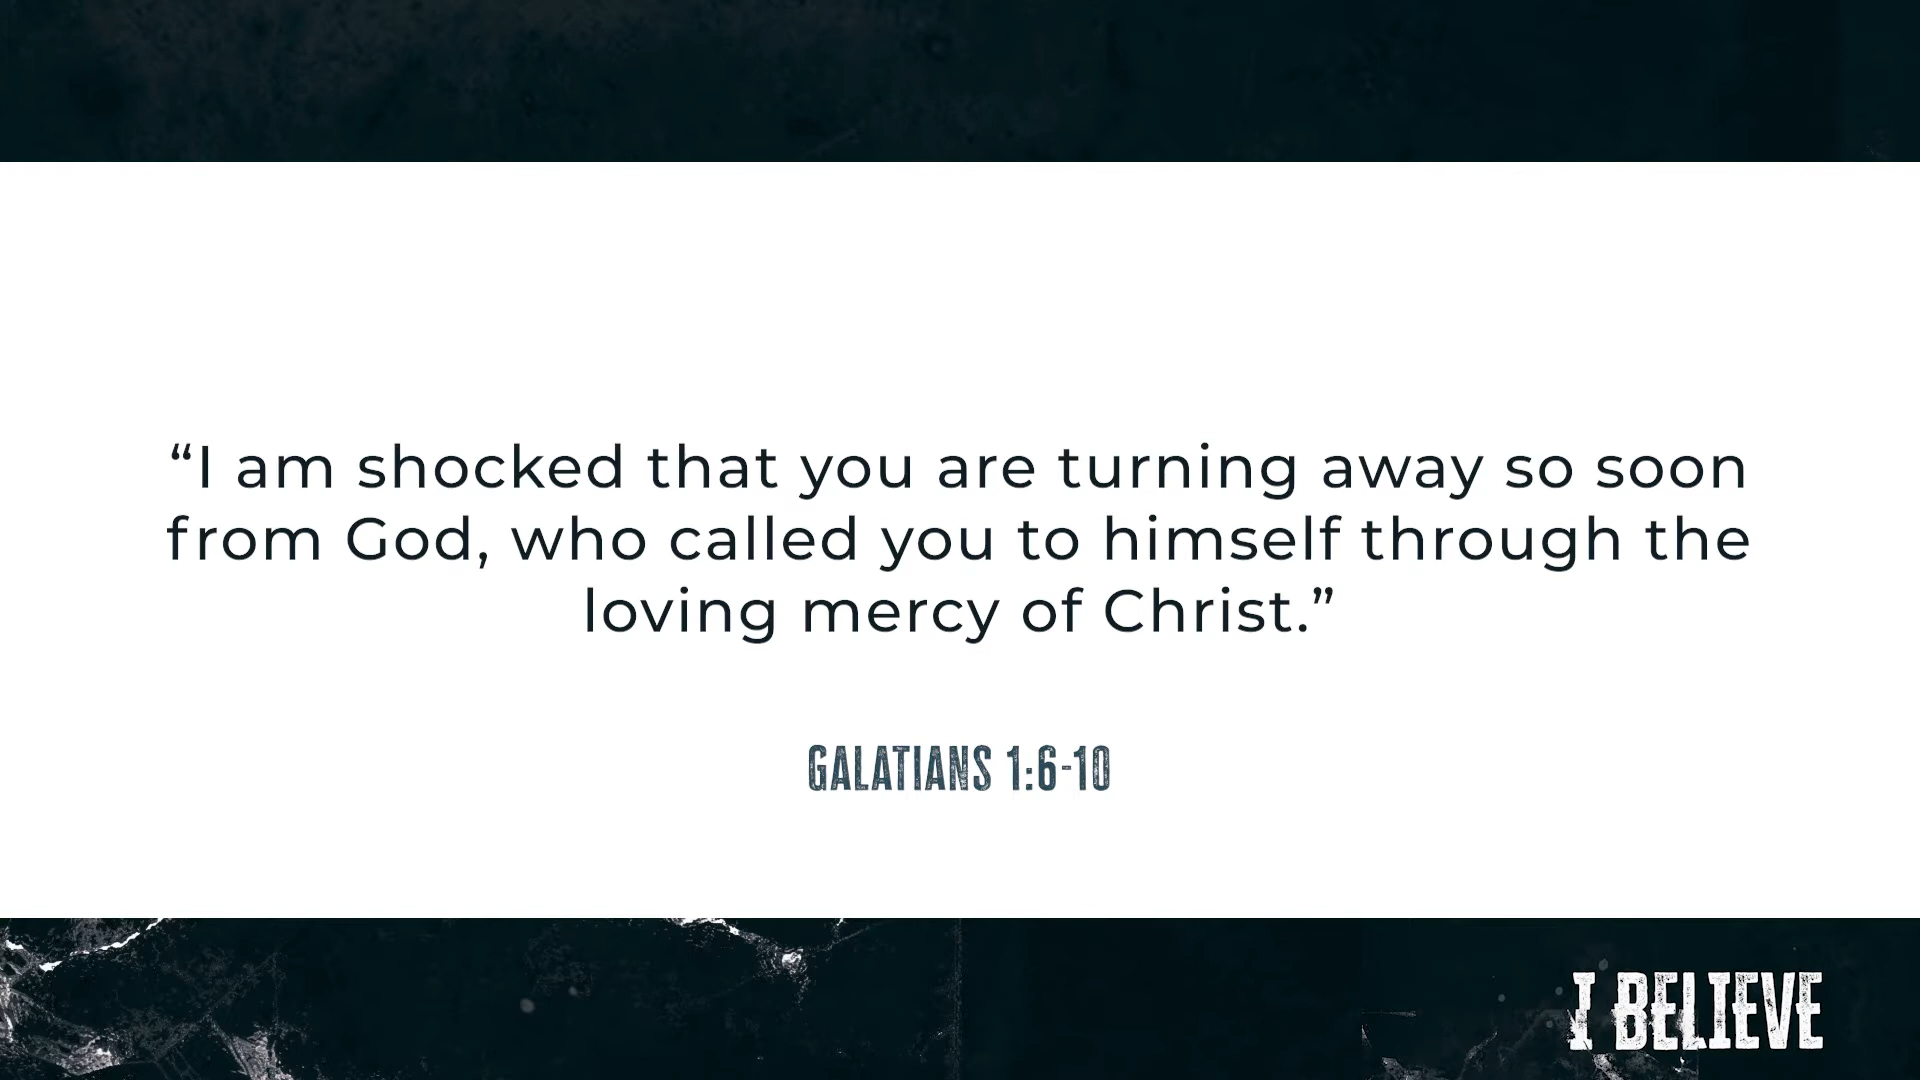 “I am shocked that you are turning away so soon
from God, who called you to himself through the
loving mercy of Christ.”
GALATIANS 1:6-10
I BELIEVE